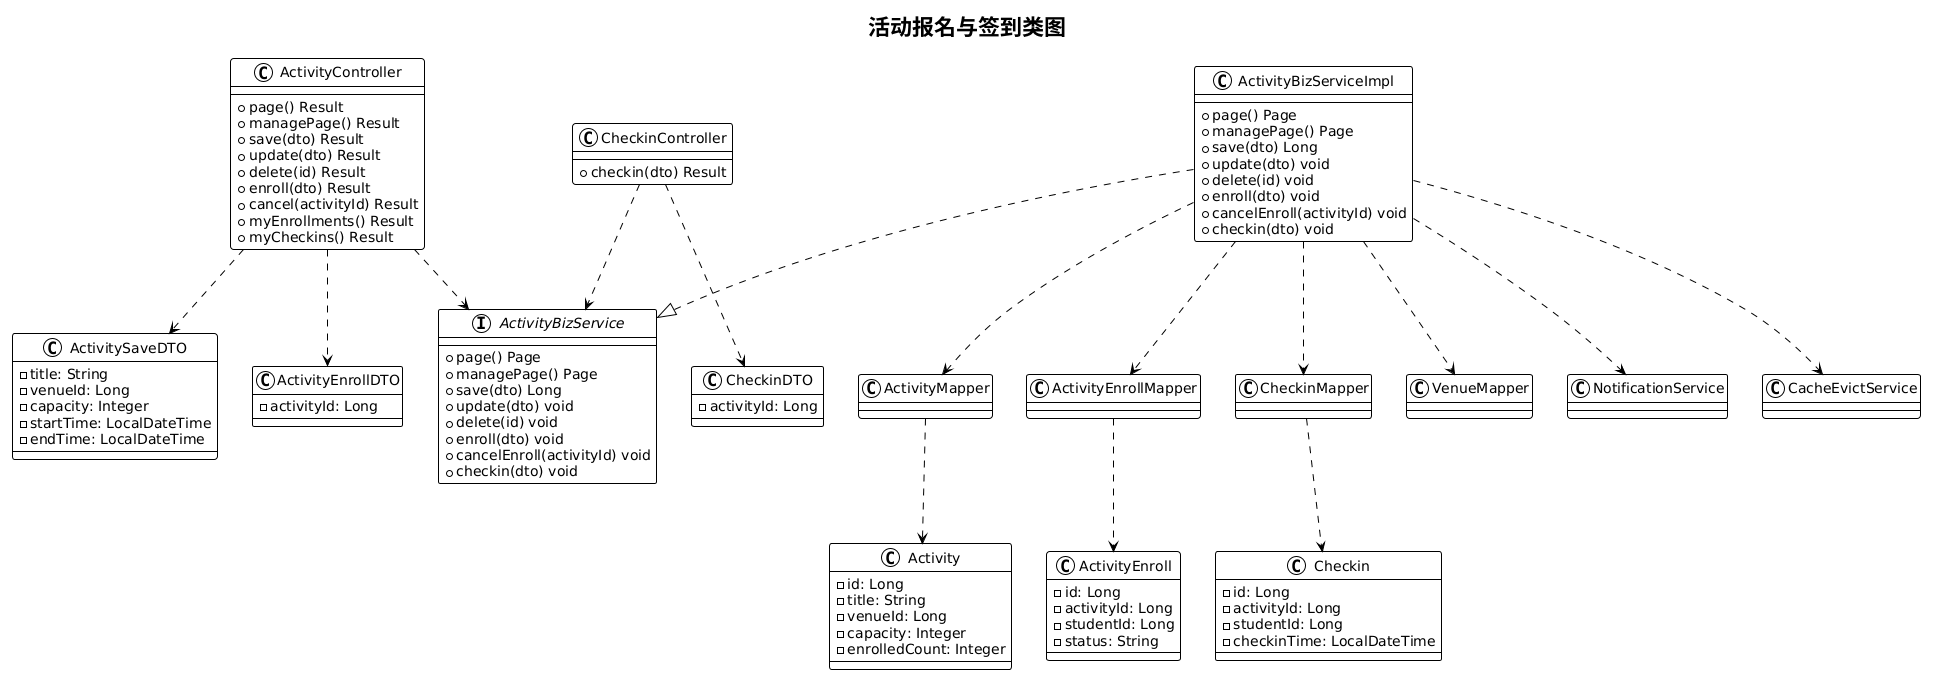 活动报名与签到类图
C ActivityController
page() Result
managePage() Result
save(dto) Result
update(dto) Result
delete(id) Result
enroll(dto) Result
cancel(activityId) Result
myEnrollments() Result
myCheckins() Result
C CheckinController
checkin(dto) Result
C ActivityBizServiceImpl
page() Page
managePage() Page
save(dto) Long
update(dto) void
delete(id) void
enroll(dto) void
cancelEnroll(activityId) void
checkin(dto) void
C ActivitySaveDTO
title: String
venueId: Long
capacity: Integer
startTime: LocalDateTime
endTime: LocalDateTime
C ActivityEnrollDTO
activityId: Long
I ActivityBizService
page() Page
managePage() Page
save(dto) Long
update(dto) void
delete(id) void
enroll(dto) void
cancelEnroll(activityId) void
checkin(dto) void
C CheckinDTO
activityId: Long
C ActivityMapper
C ActivityEnrollMapper
C CheckinMapper
C VenueMapper
C NotificationService
C CacheEvictService
C Activity
id: Long
title: String
venueId: Long
capacity: Integer
enrolledCount: Integer
C ActivityEnroll
id: Long
activityId: Long
studentId: Long
status: String
C Checkin
id: Long
activityId: Long
studentId: Long
checkinTime: LocalDateTime